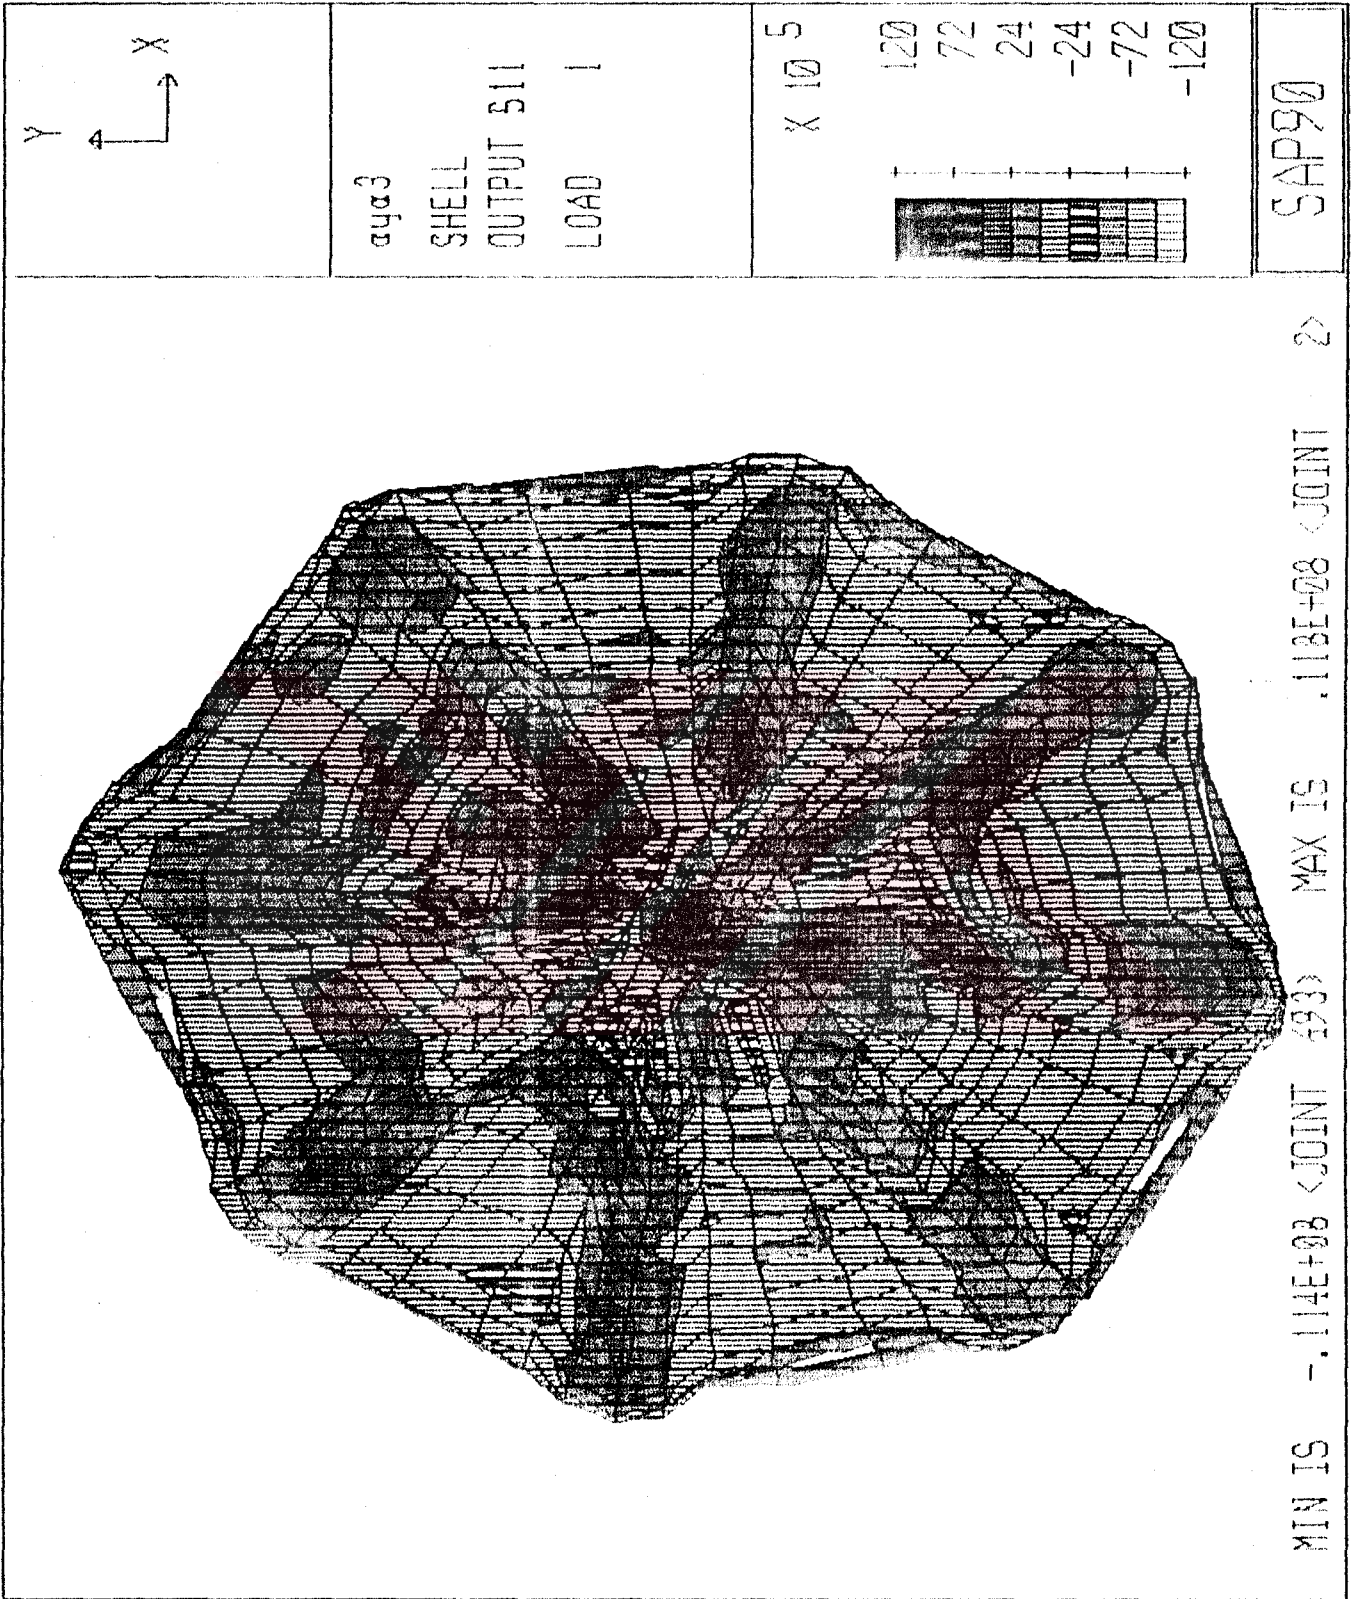 Y
X
aya3
SHELL
OUTPUT S11
LOAD 1
X 10 5
120
72
24
-24
-72
-120
SAP90
MIN IS -.114E+08 <JOINT 493> MAX IS .118E+08 <JOINT 2>